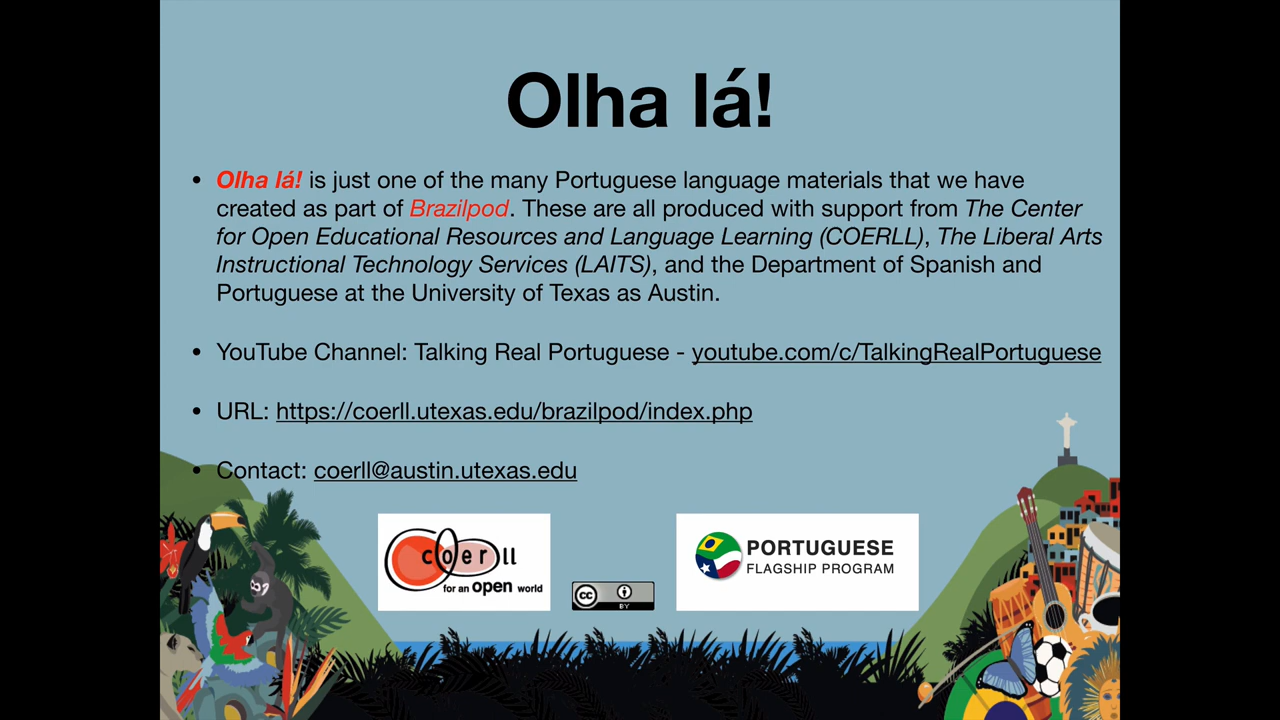 Olha lá!
• Olha lá! is just one of the many Portuguese language materials that we have
created as part of Brazilpod. These are all produced with support from The Center
for Open Educational Resources and Language Learning (COERLL), The Liberal Arts
Instructional Technology Services (LAITS), and the Department of Spanish and
Portuguese at the University of Texas as Austin.
• YouTube Channel: Talking Real Portuguese - youtube.com/c/TalkingRealPortuguese
• URL: https://coerll.utexas.edu/brazilpod/index.php
• Contact: coerll@austin.utexas.edu
coerll
for an open world
cc
BY
PORTUGUESE
FLAGSHIP PROGRAM